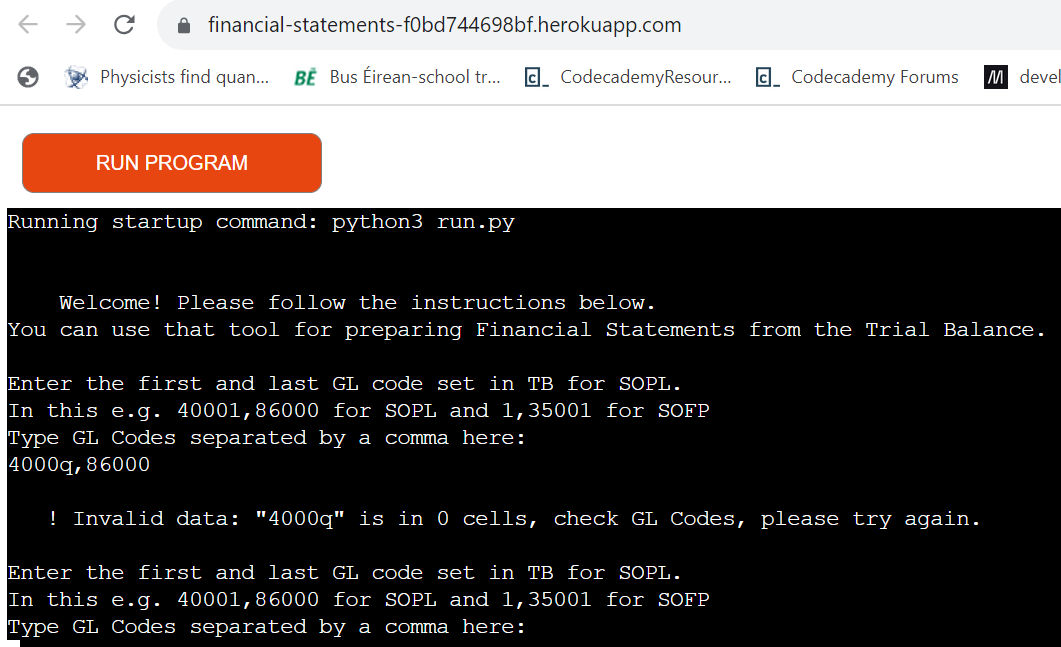 financial-statements-f0bd744698bf.herokuapp.com
Physicists find quan...
BÉ Bus Éirean-school tr...
c_ CodecademyResour...
c_ Codecademy Forums
M devel
RUN PROGRAM
Running startup command: python3 run.py
Welcome! Please follow the instructions below.
You can use that tool for preparing Financial Statements from the Trial Balance.
Enter the first and last GL code set in TB for SOPL.
In this e.g. 40001,86000 for SOPL and 1,35001 for SOFP
Type GL Codes separated by a comma here:
4000q,86000
! Invalid data: "4000q" is in 0 cells, check GL Codes, please try again.
Enter the first and last GL code set in TB for SOPL.
In this e.g. 40001,86000 for SOPL and 1,35001 for SOFP
Type GL Codes separated by a comma here: